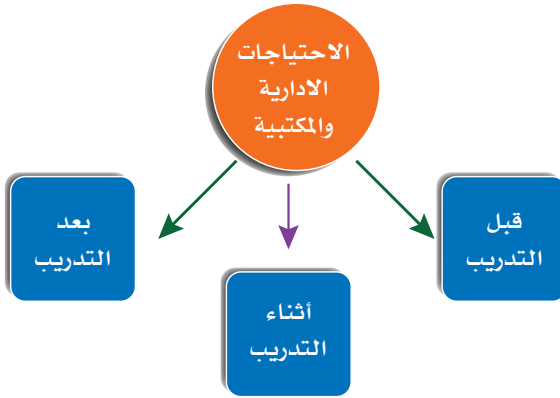 الاحتياجات
الادارية
والمكتبية
قبل
التدريب
أثناء
التدريب
بعد
التدريب